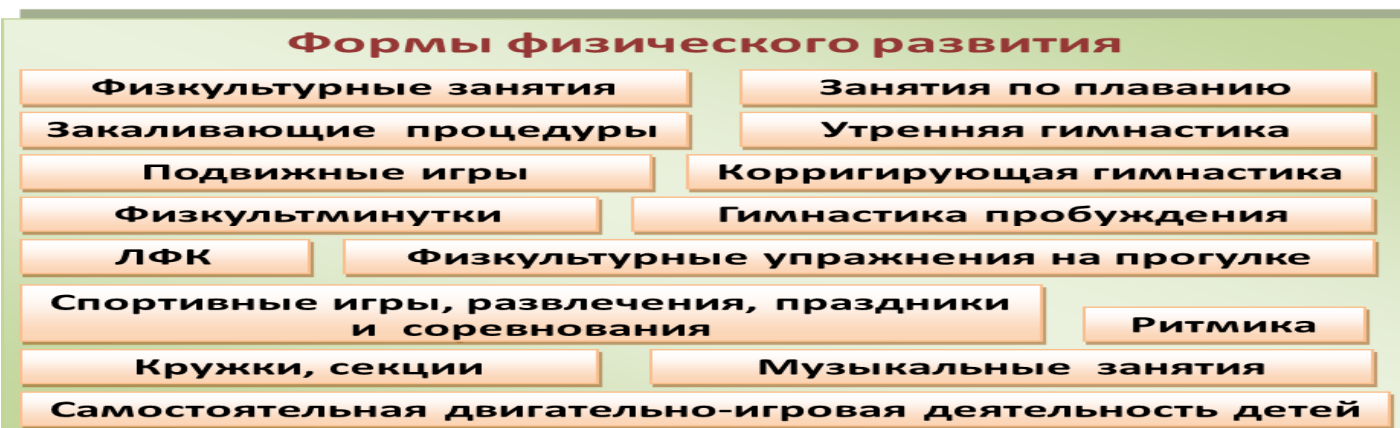 Формы физического развития
Физкультурные занятия
Занятия по плаванию
Закаливающие процедуры
Утренняя гимнастика
Подвижные игры
Корригирующая гимнастика
Физкультминутки
Гимнастика пробуждения
ЛФК
Физкультурные упражнения на прогулке
Спортивные игры, развлечения, праздники
и соревнования
Ритмика
Кружки, секции
Музыкальные занятия
Самостоятельная двигательно-игровая деятельность детей